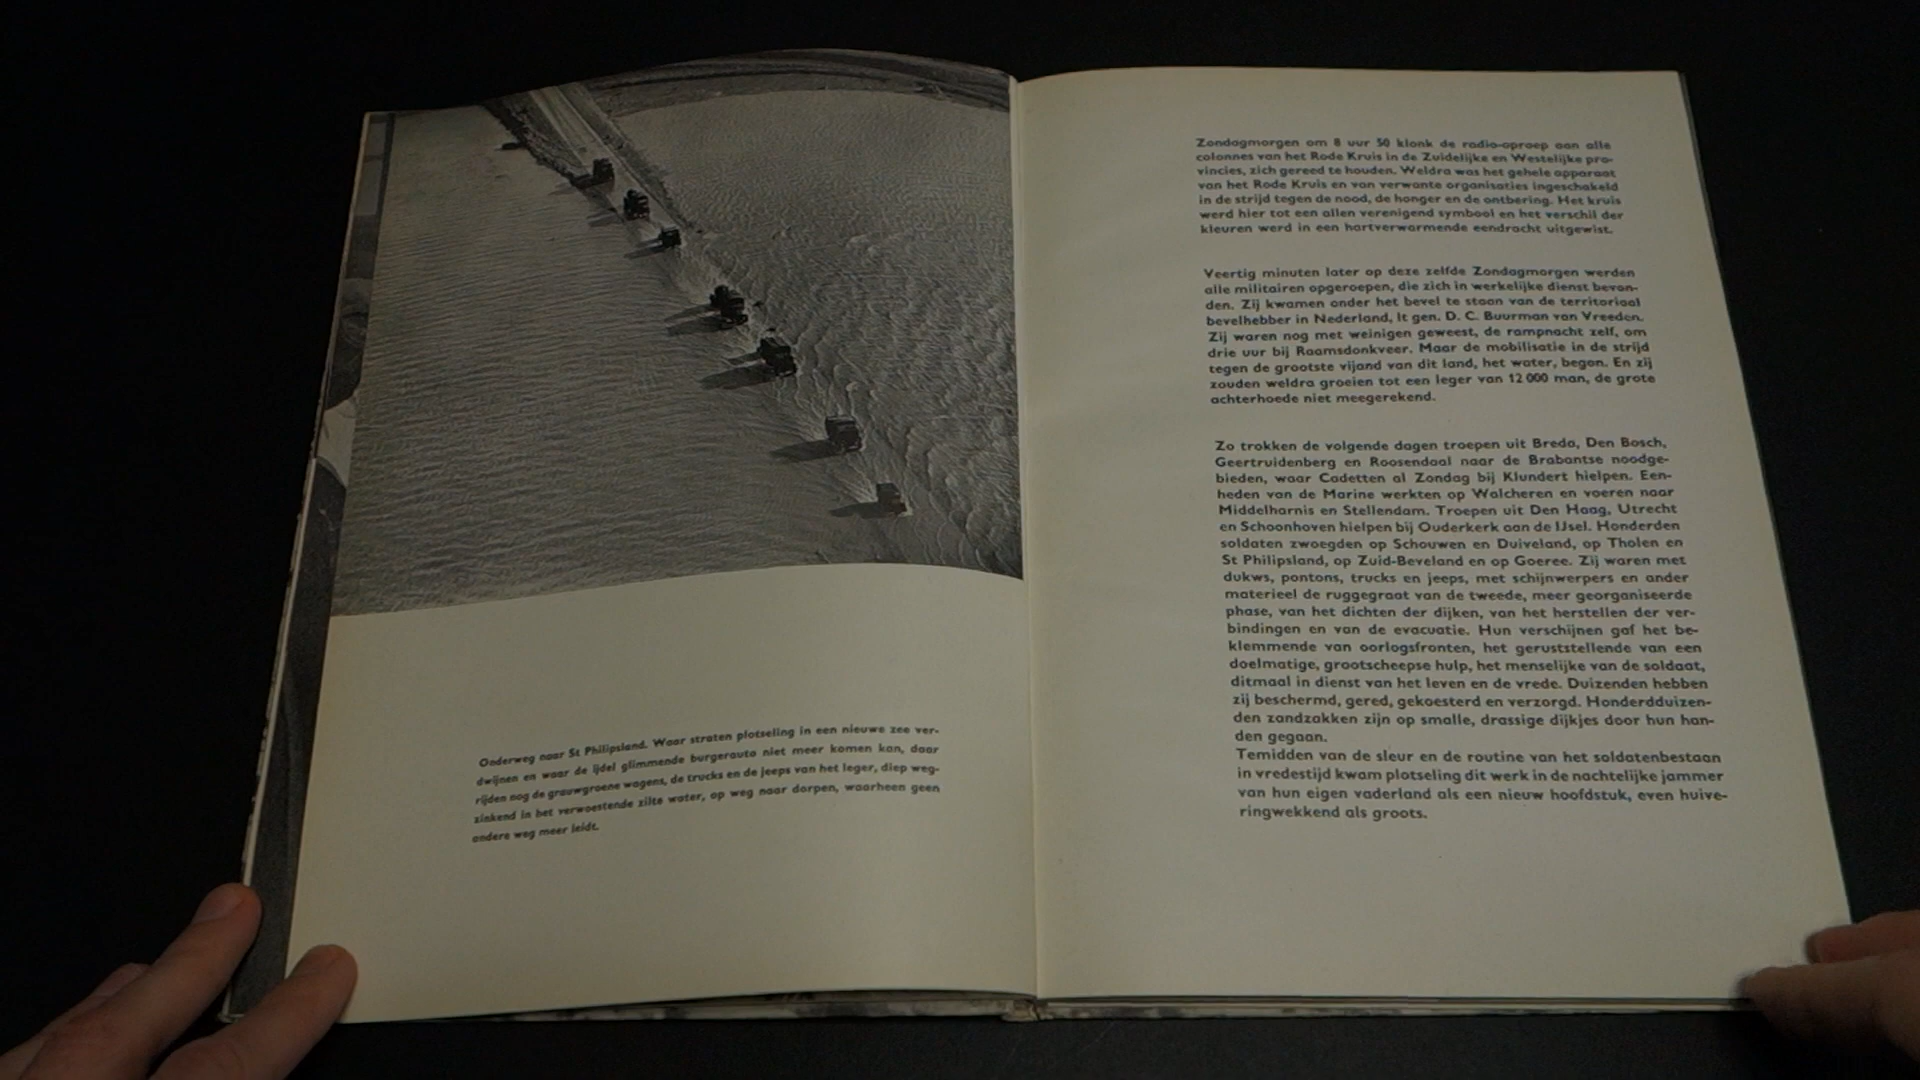 Onderweg naar St Philipsland. Waar straten plotseling in een nieuwe zee ver-
dwijnen en waar de ijdel glimmende burgerauto niet meer komen kan, daar
rijden nog de grauwgroene wagens, de trucks en de jeeps van het leger, diep weg-
zinkend in het verwoestende zilte water, op weg naar dorpen, waarheen geen
andere weg meer leidt.
Zondagmorgen om 8 uur 50 klonk de radio-oproep aan alle
colonnes van het Rode Kruis in de Zuidelijke en Westelijke pro-
vincies, zich gereed te houden. Weldra was het gehele apparaat
van het Rode Kruis en van verwante organisaties ingeschakeld
in de strijd tegen de nood, de honger en de ontbering. Het kruis
werd hier tot een allen verenigend symbool en het verschil der
kleuren werd in een hartverwarmende eendracht uitgewist.
Veertig minuten later op deze zelfde Zondagmorgen werden
alle militairen opgeroepen, die zich in werkelijke dienst bevon-
den. Zij kwamen onder het bevel te staan van de territoriaal
bevelhebber in Nederland, lt gen. D. C. Buurman van Vreeden.
Zij waren nog met weinigen geweest, de rampnacht zelf, om
drie uur bij Raamsdonkveer. Maar de mobilisatie in de strijd
tegen de grootste vijand van dit land, het water, begon. En zij
zouden weldra groeien tot een leger van 12 000 man, de grote
achterhoede niet meegerekend.
Zo trokken de volgende dagen troepen uit Breda, Den Bosch,
Geertruidenberg en Roosendaal naar de Brabantse noodge-
bieden, waar Cadetten al Zondag bij Klundert hielpen. Een-
heden van de Marine werkten op Walcheren en voeren naar
Middelharnis en Stellendam. Troepen uit Den Haag, Utrecht
en Schoonhoven hielpen bij Ouderkerk aan de IJsel. Honderden
soldaten zwoegden op Schouwen en Duiveland, op Tholen en
St Philipsland, op Zuid-Beveland en op Goeree. Zij waren met
dukws, pontons, trucks en jeeps, met schijnwerpers en ander
materieel de ruggegraat van de tweede, meer georganiseerde
phase, van het dichten der dijken, van het herstellen der ver-
bindingen en van de evacuatie. Hun verschijnen gaf het be-
klemmende van oorlogsfronten, het geruststellende van een
doelmatige, grootscheepse hulp, het menselijke van de soldaat,
ditmaal in dienst van het leven en de vrede. Duizenden hebben
zij beschermd, gered, gekoesterd en verzorgd. Honderdduizen-
den zandzakken zijn op smalle, drassige dijkjes door hun han-
den gegaan.
Temidden van de sleur en de routine van het soldatenbestaan
in vredestijd kwam plotseling dit werk in de nachtelijke jammer
van hun eigen vaderland als een nieuw hoofdstuk, even huive-
ringwekkend als groots.